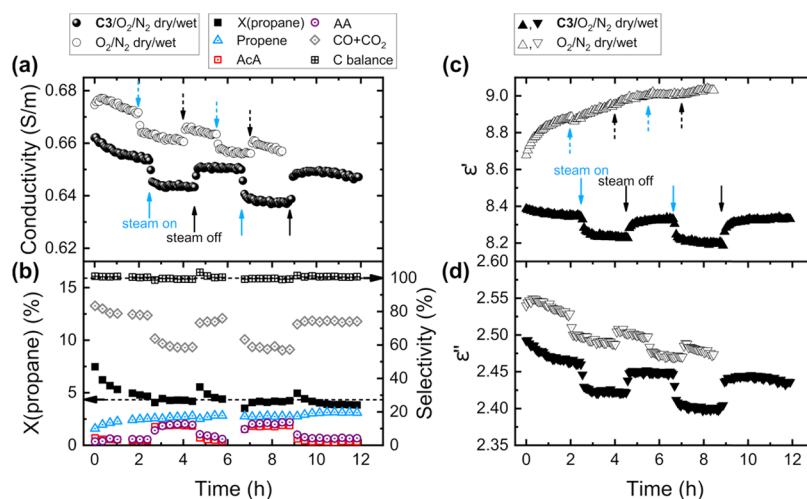 C3/O₂/N₂ dry/wet
O₂/N₂ dry/wet
X(propane)
Propene
AcA
AA
CO+CO₂
C balance
C3/O₂/N₂ dry/wet
O₂/N₂ dry/wet
(a)
0.68
0.66
0.64
0.62
Conductivity (S/m)
steam on
steam off
(b)
15
10
5
0
X(propane) (%)
100
80
60
40
20
0
Selectivity (%)
0 2 4 6 8 10 12
Time (h)
(c)
9.0
8.8
8.6
8.4
8.2
ε'
steam on
steam off
(d)
2.60
2.55
2.50
2.45
2.40
2.35
ε''
0 2 4 6 8 10 12
Time (h)